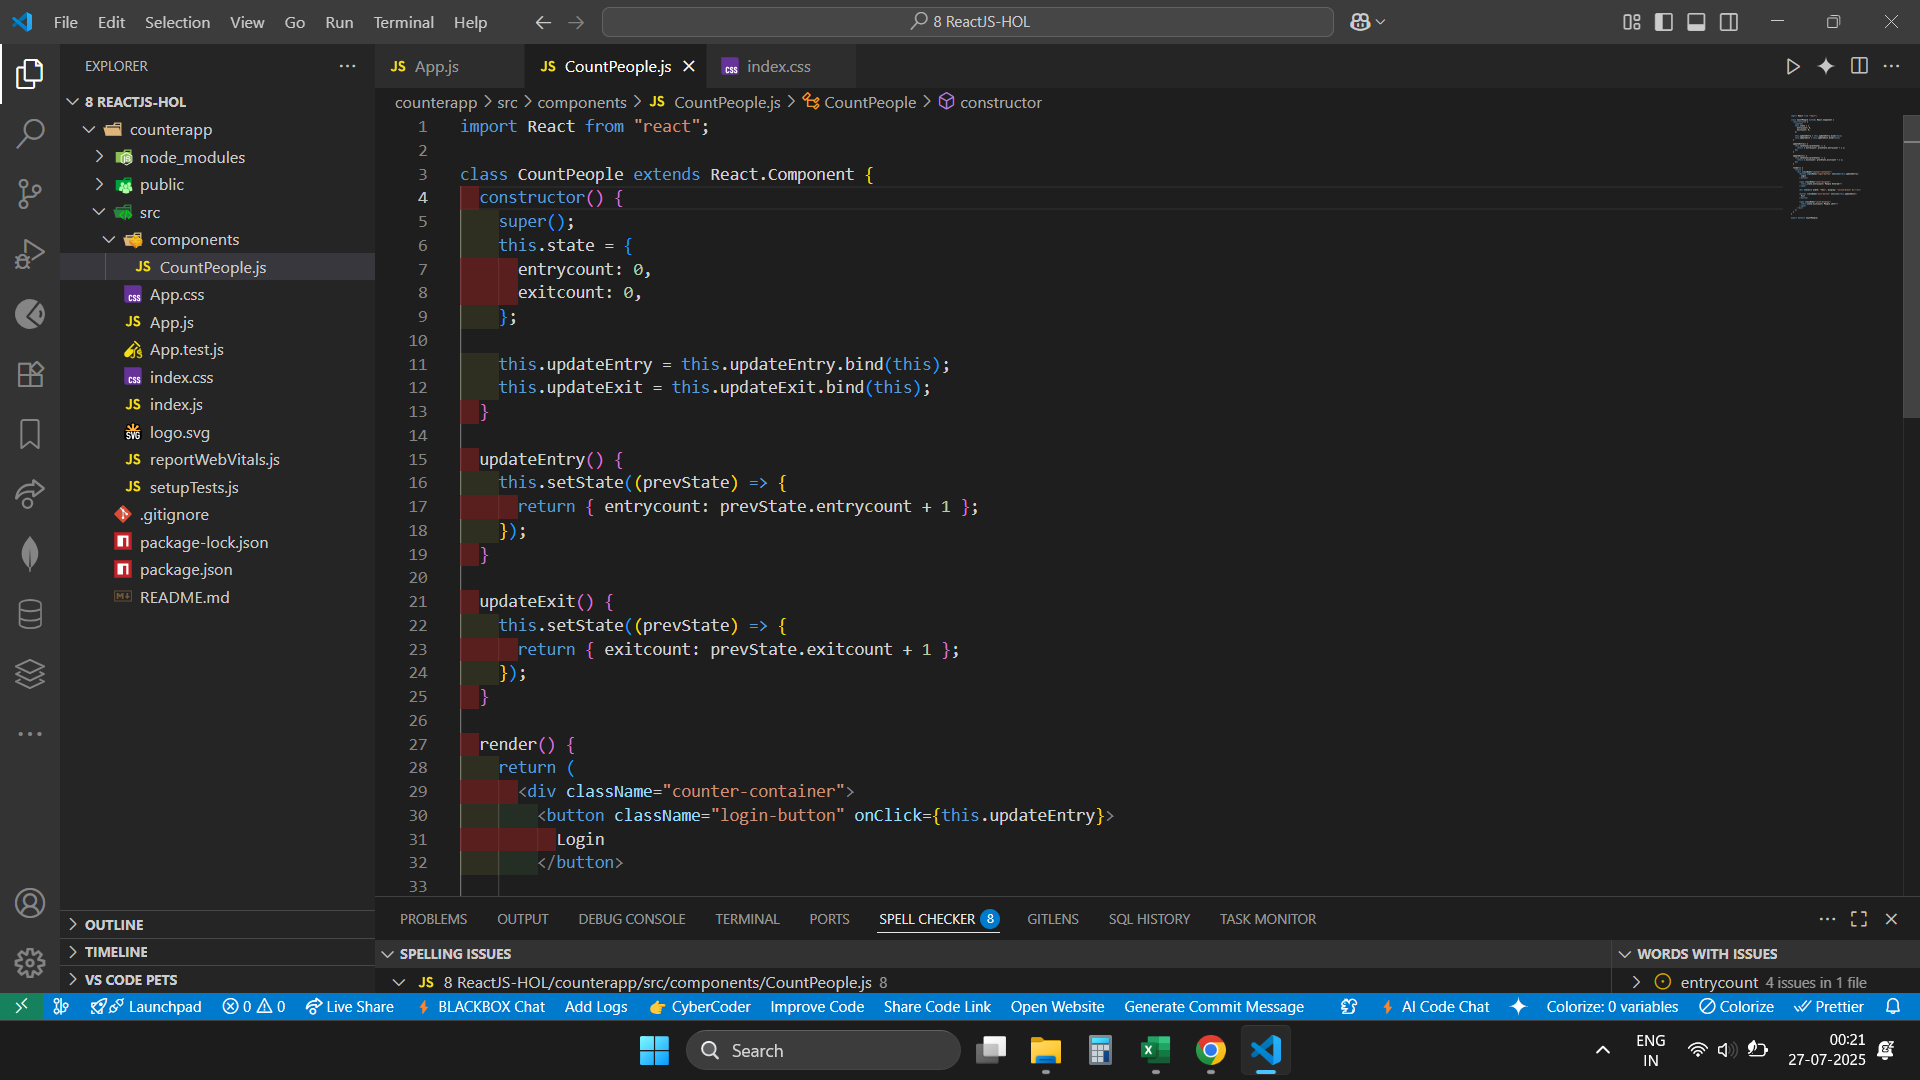 File Edit Selection View Go Run Terminal Help
8 ReactJS-HOL
EXPLORER
8 REACTJS-HOL
counterapp
node_modules
public
src
components
JS CountPeople.js
css App.css
JS App.js
App.test.js
css index.css
JS index.js
SVG logo.svg
JS reportWebVitals.js
JS setupTests.js
.gitignore
package-lock.json
package.json
README.md
OUTLINE
TIMELINE
VS CODE PETS
JS App.js
JS CountPeople.js
css index.css
counterapp > src > components > JS CountPeople.js > CountPeople > constructor
1 import React from "react";
2
3 class CountPeople extends React.Component {
4 constructor() {
5 super();
6 this.state = {
7 entrycount: 0,
8 exitcount: 0,
9 };
10
11 this.updateEntry = this.updateEntry.bind(this);
12 this.updateExit = this.updateExit.bind(this);
13 }
14
15 updateEntry() {
16 this.setState((prevState) => {
17 return { entrycount: prevState.entrycount + 1 };
18 });
19 }
20
21 updateExit() {
22 this.setState((prevState) => {
23 return { exitcount: prevState.exitcount + 1 };
24 });
25 }
26
27 render() {
28 return (
29 <div className="counter-container">
30 <button className="login-button" onClick={this.updateEntry}>
31 Login
32 </button>
33
PROBLEMS OUTPUT DEBUG CONSOLE TERMINAL PORTS SPELL CHECKER 8 GITLENS SQL HISTORY TASK MONITOR
SPELLING ISSUES
JS 8 ReactJS-HOL/counterapp/src/components/CountPeople.js 8
WORDS WITH ISSUES
entrycount 4 issues in 1 file
Launchpad 0 0 Live Share BLACKBOX Chat Add Logs CyberCoder Improve Code Share Code Link Open Website Generate Commit Message AI Code Chat Colorize: 0 variables Colorize Prettier
Search
ENG
IN
00:21
27-07-2025